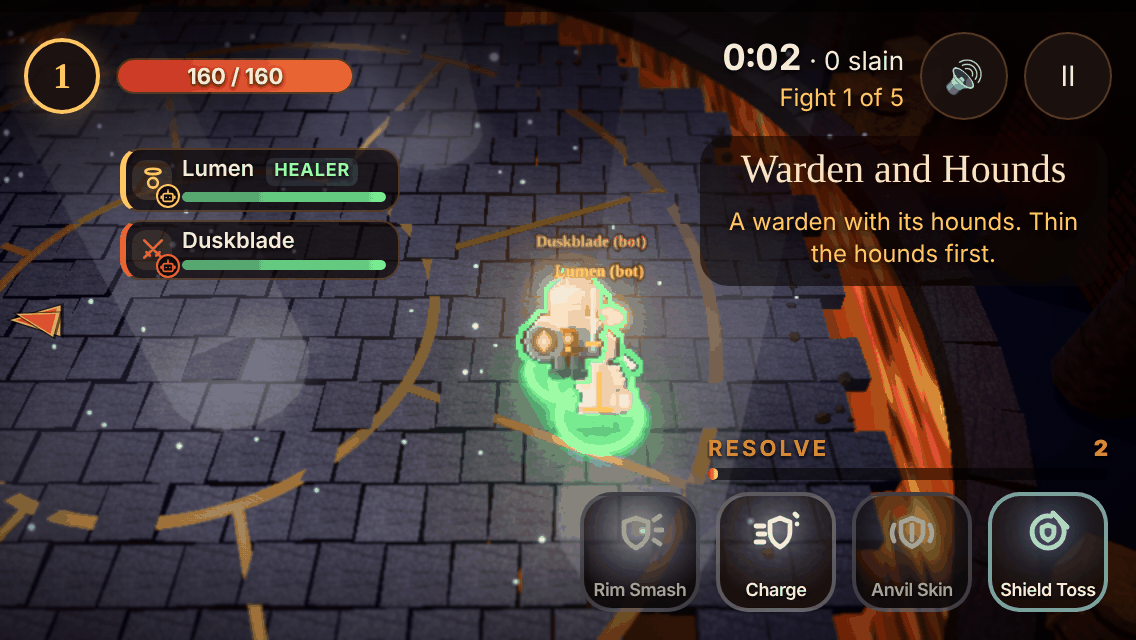 1
160 / 160
0:02 · 0 slain
Fight 1 of 5
Lumen HEALER
Duskblade
Warden and Hounds
A warden with its hounds. Thin
the hounds first.
Duskblade (bot)
Lumen (bot)
RESOLVE 2
Rim Smash
Charge
Anvil Skin
Shield Toss